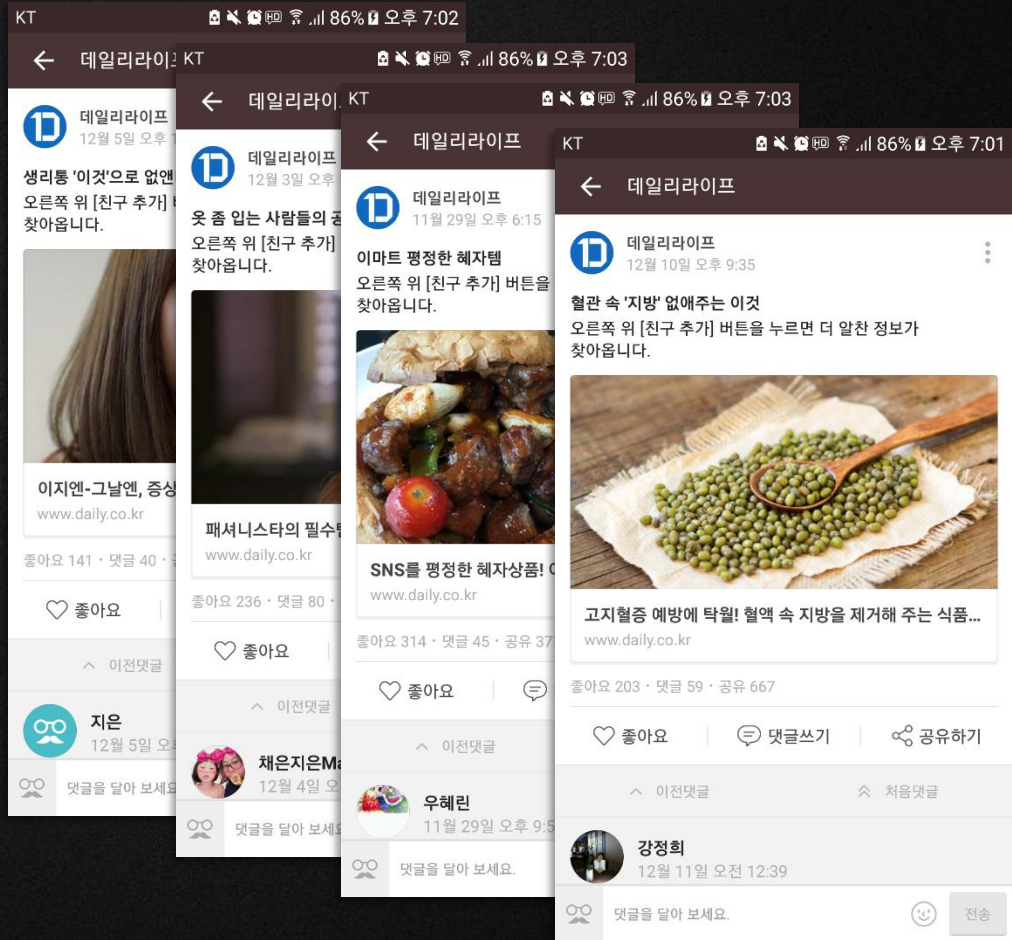 KT
86% 오후 7:02
데일리라이프
데일리라이프
12월 5일 오후
생리통 '이것'으로 없앤
오른쪽 위 [친구 추가]
찾아옵니다.
이지엔-그날엔, 증상
www.daily.co.kr
좋아요 141 · 댓글 40 ·
좋아요
이전댓글
지은
12월 5일 오
댓글을 달아 보세요
KT
86% 오후 7:03
데일리라이
데일리라이프
12월 3일 오후
옷 좀 입는 사람들의 공
오른쪽 위 [친구 추가]
찾아옵니다.
패셔니스타의 필수
www.daily.co.kr
좋아요 236 · 댓글 80 ·
좋아요
이전댓글
채은지은Ma
12월 4일 오
댓글을 달아 보세요
KT
HD 86% 오후 7:03
데일리라이프
데일리라이프
11월 29일 오후 6:15
이마트 평정한 혜자템
오른쪽 위 [친구 추가] 버튼을
찾아옵니다.
SNS를 평정한 혜자상품!
www.daily.co.kr
좋아요 314 · 댓글 45 · 공유 37
좋아요
이전댓글
우혜린
11월 29일 오후 9:5
댓글을 달아 보세요.
KT
HD 86% 오후 7:01
데일리라이프
데일리라이프
12월 10일 오후 9:35
혈관 속 '지방' 없애주는 이것
오른쪽 위 [친구 추가] 버튼을 누르면 더 알찬 정보가
찾아옵니다.
고지혈증 예방에 탁월! 혈액 속 지방을 제거해 주는 식품...
www.daily.co.kr
좋아요 203 · 댓글 59 · 공유 667
좋아요 댓글쓰기 공유하기
이전댓글 처음댓글
강정희
12월 11일 오전 12:39
댓글을 달아 보세요. 전송